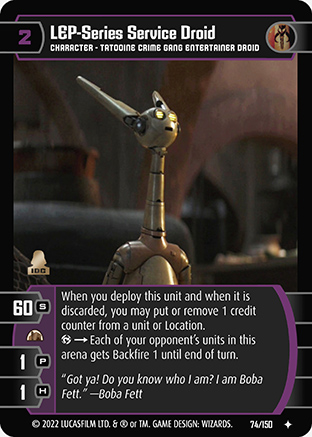 2
LEP-Series Service Droid
CHARACTER - TATOOINE CRIME GANG ENTERTAINER DROID
100
60 S
1 P
1 H
When you deploy this unit and when it is
discarded, you may put or remove 1 credit
counter from a unit or Location.
→ Each of your opponent's units in this
arena gets Backfire 1 until end of turn.
"Got ya! Do you know who I am? I am Boba
Fett." —Boba Fett
© 2022 LUCASFILM LTD. & ® OR TM. GAME DESIGN: WIZARDS. 74/150